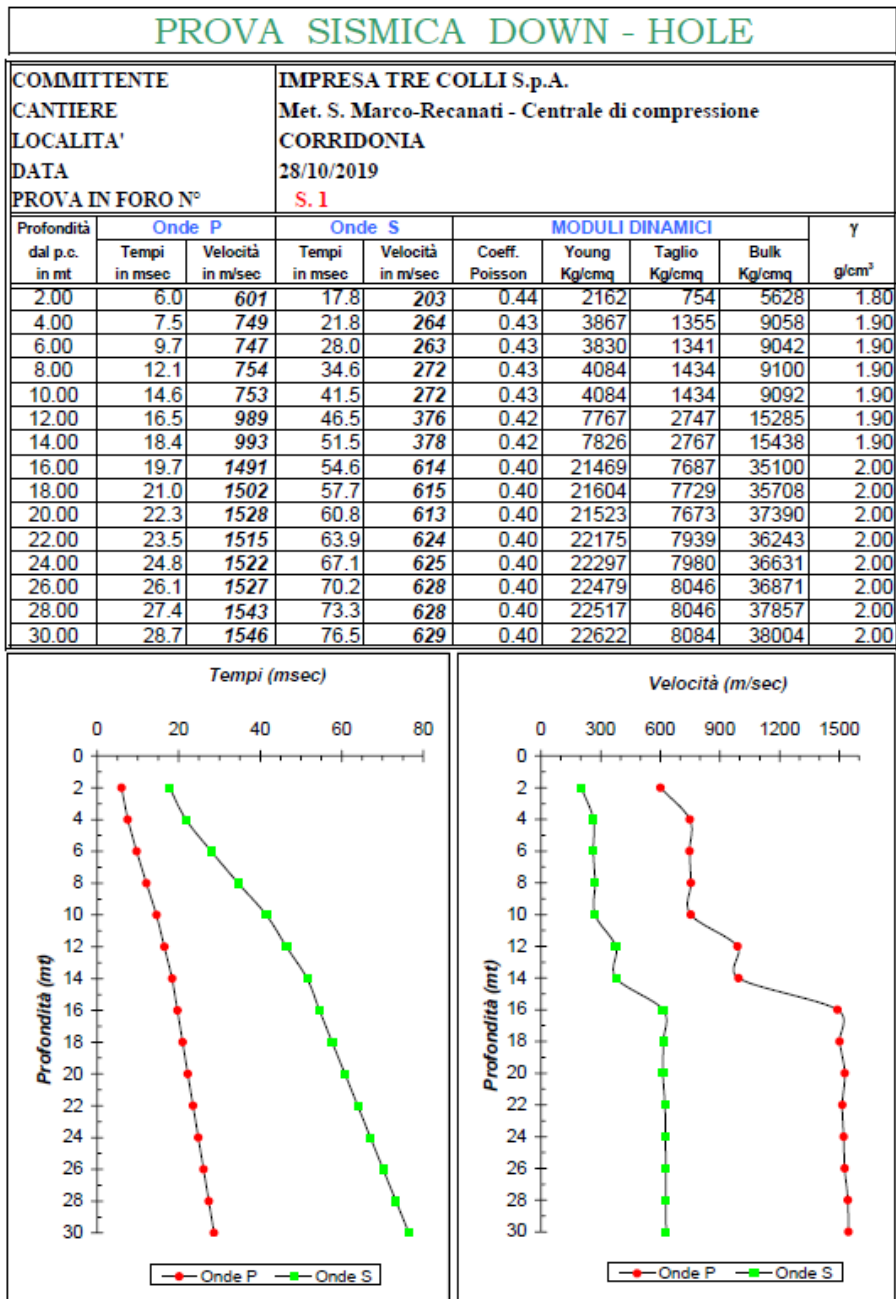 PROVA SISMICA DOWN - HOLE
COMMITTENTE IMPRESA TRE COLLI S.p.A.
CANTIERE Met. S. Marco-Recanati - Centrale di compressione
LOCALITA' CORRIDONIA
DATA 28/10/2019
PROVA IN FORO N° S. 1
Profondità Onde P Onde S MODULI DINAMICI γ
dal p.c. Tempi Velocità Tempi Velocità Coeff. Young Taglio Bulk
in mt in msec in m/sec in msec in m/sec Poisson Kg/cmq Kg/cmq Kg/cmq g/cm³
2.00 6.0 601 17.8 203 0.44 2162 754 5628 1.80
4.00 7.5 749 21.8 264 0.43 3867 1355 9058 1.90
6.00 9.7 747 28.0 263 0.43 3830 1341 9042 1.90
8.00 12.1 754 34.6 272 0.43 4084 1434 9100 1.90
10.00 14.6 753 41.5 272 0.43 4084 1434 9092 1.90
12.00 16.5 989 46.5 376 0.42 7767 2747 15285 1.90
14.00 18.4 993 51.5 378 0.42 7826 2767 15438 1.90
16.00 19.7 1491 54.6 614 0.40 21469 7687 35100 2.00
18.00 21.0 1502 57.7 615 0.40 21604 7729 35708 2.00
20.00 22.3 1528 60.8 613 0.40 21523 7673 37390 2.00
22.00 23.5 1515 63.9 624 0.40 22175 7939 36243 2.00
24.00 24.8 1522 67.1 625 0.40 22297 7980 36631 2.00
26.00 26.1 1527 70.2 628 0.40 22479 8046 36871 2.00
28.00 27.4 1543 73.3 628 0.40 22517 8046 37857 2.00
30.00 28.7 1546 76.5 629 0.40 22622 8084 38004 2.00
Tempi (msec)
0 20 40 60 80
0
2
4
6
8
10
12
14
16
18
20
22
24
26
28
30
Profondità (mt)
Onde P Onde S
Velocità (m/sec)
0 300 600 900 1200 1500
0
2
4
6
8
10
12
14
16
18
20
22
24
26
28
30
Profondità (mt)
Onde P Onde S